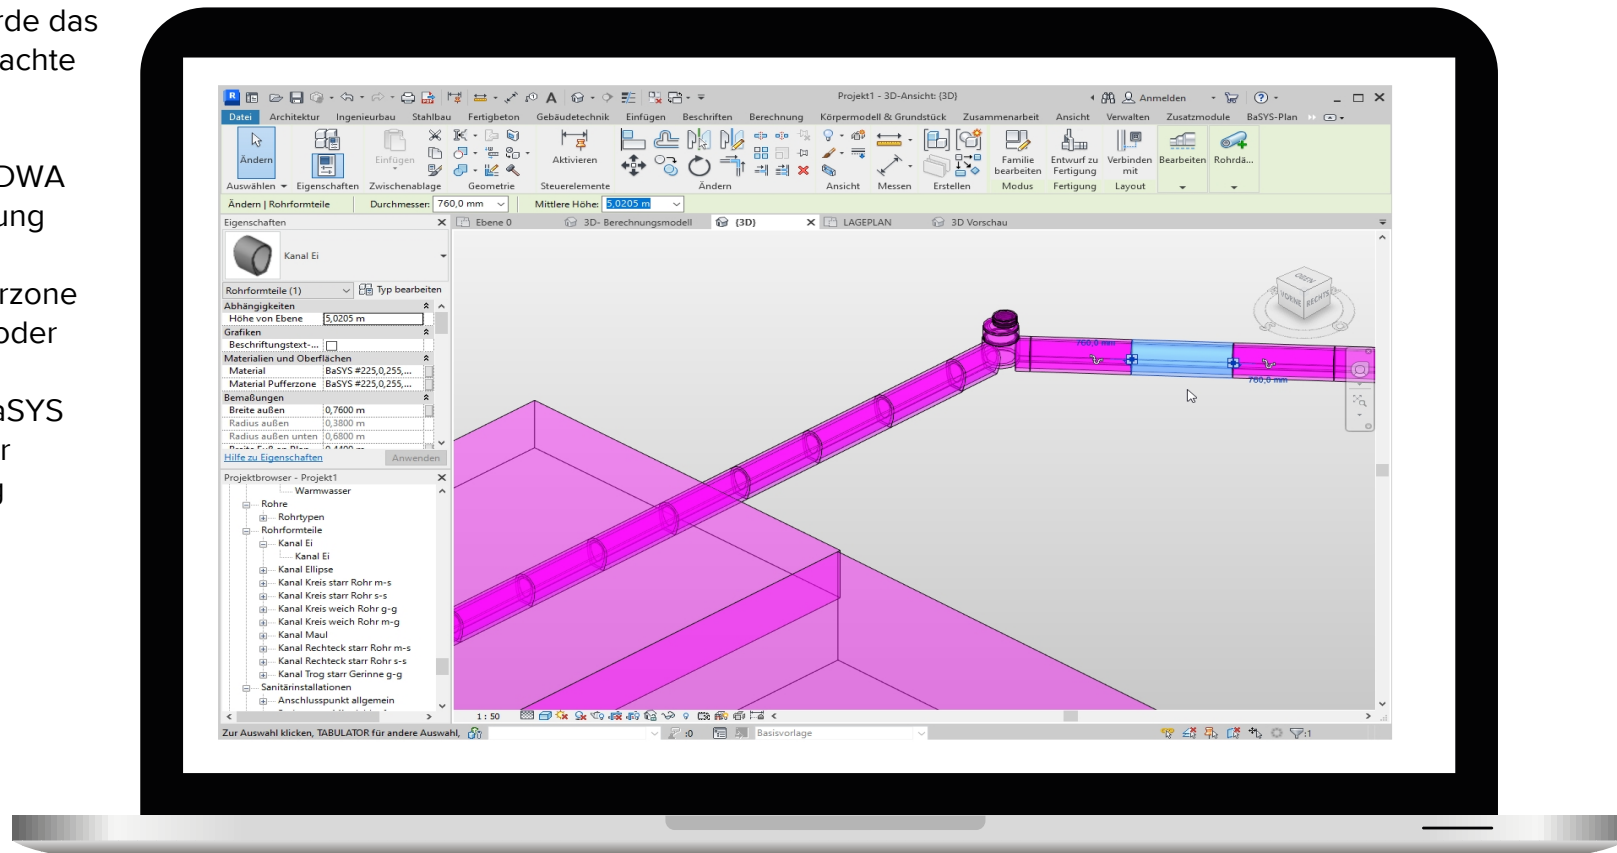 rde das
achte
DWA
ung
rzone
oder
aSYS
r
g
Projekt1 - 3D-Ansicht: {3D}
Anmelden
Datei Architektur Ingenieurbau Stahlbau Fertigbeton Gebäudetechnik Einfügen Beschriften Berechnung Körpermodell & Grundstück Zusammenarbeit Ansicht Verwalten Zusatzmodule BaSYS-Plan
Ändern Einfügen Aktivieren Familie bearbeiten Entwurf zu Fertigung Verbinden mit Bearbeiten Rohrdä...
Auswählen Eigenschaften Zwischenablage Geometrie Steuerelemente Ändern Ansicht Messen Erstellen Modus Fertigung Layout
Ändern | Rohrformteile Durchmesser: 760,0 mm Mittlere Höhe: 5,0205 m
Eigenschaften
Ebene 0 3D- Berechnungsmodell {3D} LAGEPLAN 3D Vorschau
Kanal Ei
Rohrformteile (1) Typ bearbeiten
Abhängigkeiten
Höhe von Ebene 5,0205 m
Grafiken
Beschriftungstext-...
Materialien und Oberflächen
Material BaSYS #225,0,255,...
Material Pufferzone BaSYS #225,0,255,...
Bemaßungen
Breite außen 0,7600 m
Radius außen 0,3800 m
Radius außen unten 0,6800 m
Hilfe zu Eigenschaften Anwenden
Projektbrowser - Projekt1
Warmwasser
Rohre
Rohrtypen
Rohrformteile
Kanal Ei
Kanal Ei
Kanal Ellipse
Kanal Kreis starr Rohr m-s
Kanal Kreis starr Rohr s-s
Kanal Kreis weich Rohr g-g
Kanal Kreis weich Rohr m-g
Kanal Maul
Kanal Rechteck starr Rohr m-s
Kanal Rechteck starr Rohr s-s
Kanal Trog starr Gerinne g-g
Sanitärinstallationen
Anschlusspunkt allgemein
760,0 mm
760,0 mm
OBEN
VORNE RECHTS
1 : 50
Zur Auswahl klicken, TABULATOR für andere Auswahl, :0 Basisvorlage :1